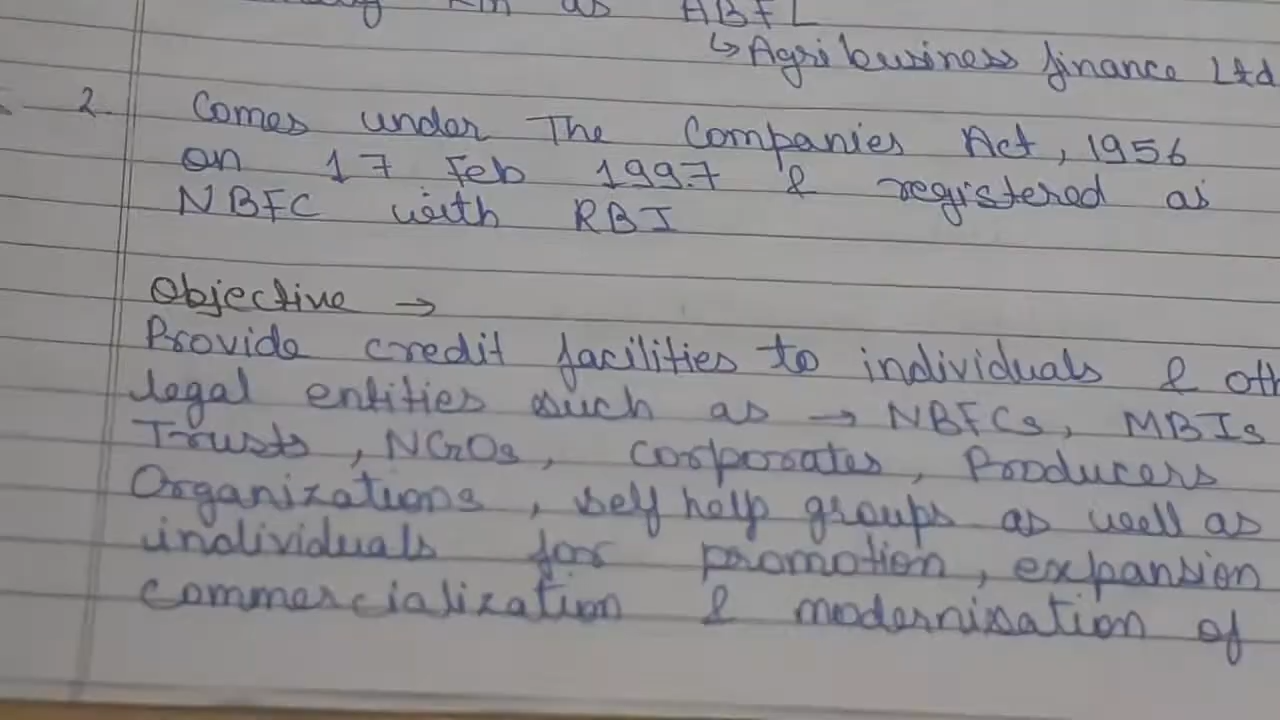 as ABFL
↳ Agribusiness finance Ltd
2. Comes under The Companies Act, 1956
on 17 Feb 1997 & registered as
NBFC with RBI
Objective →
Provide credit facilities to individuals & oth
legal entities such as → NBFCs, MBIs
Trusts, NGOs, corporates, Producers
Organizations, self help groups as well as
individuals for promotion, expansion
commercialization & modernisation of